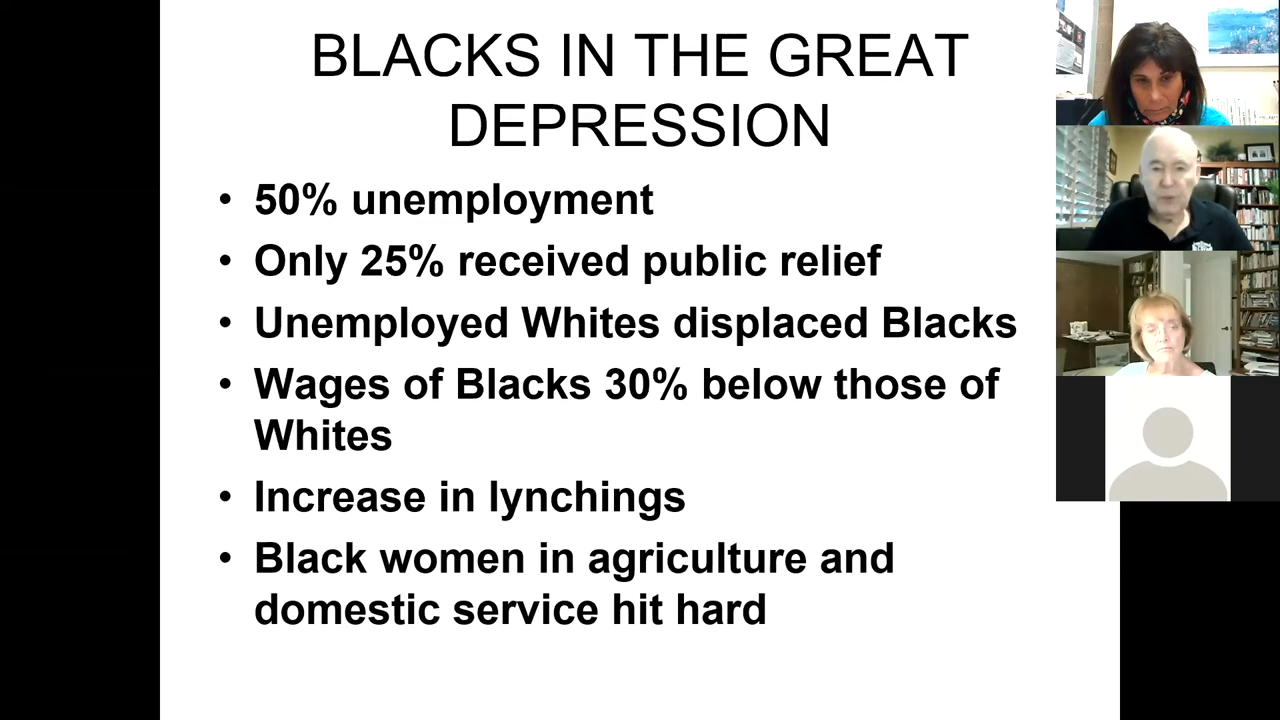 BLACKS IN THE GREAT
DEPRESSION
• 50% unemployment
• Only 25% received public relief
• Unemployed Whites displaced Blacks
• Wages of Blacks 30% below those of
Whites
• Increase in lynchings
• Black women in agriculture and
domestic service hit hard